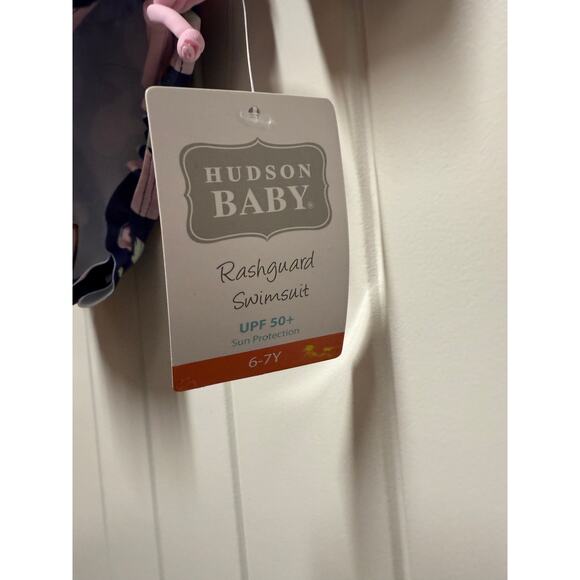 HUDSON
BABY®
Rashguard
Swimsuit
UPF 50+
Sun Protection
6-7Y